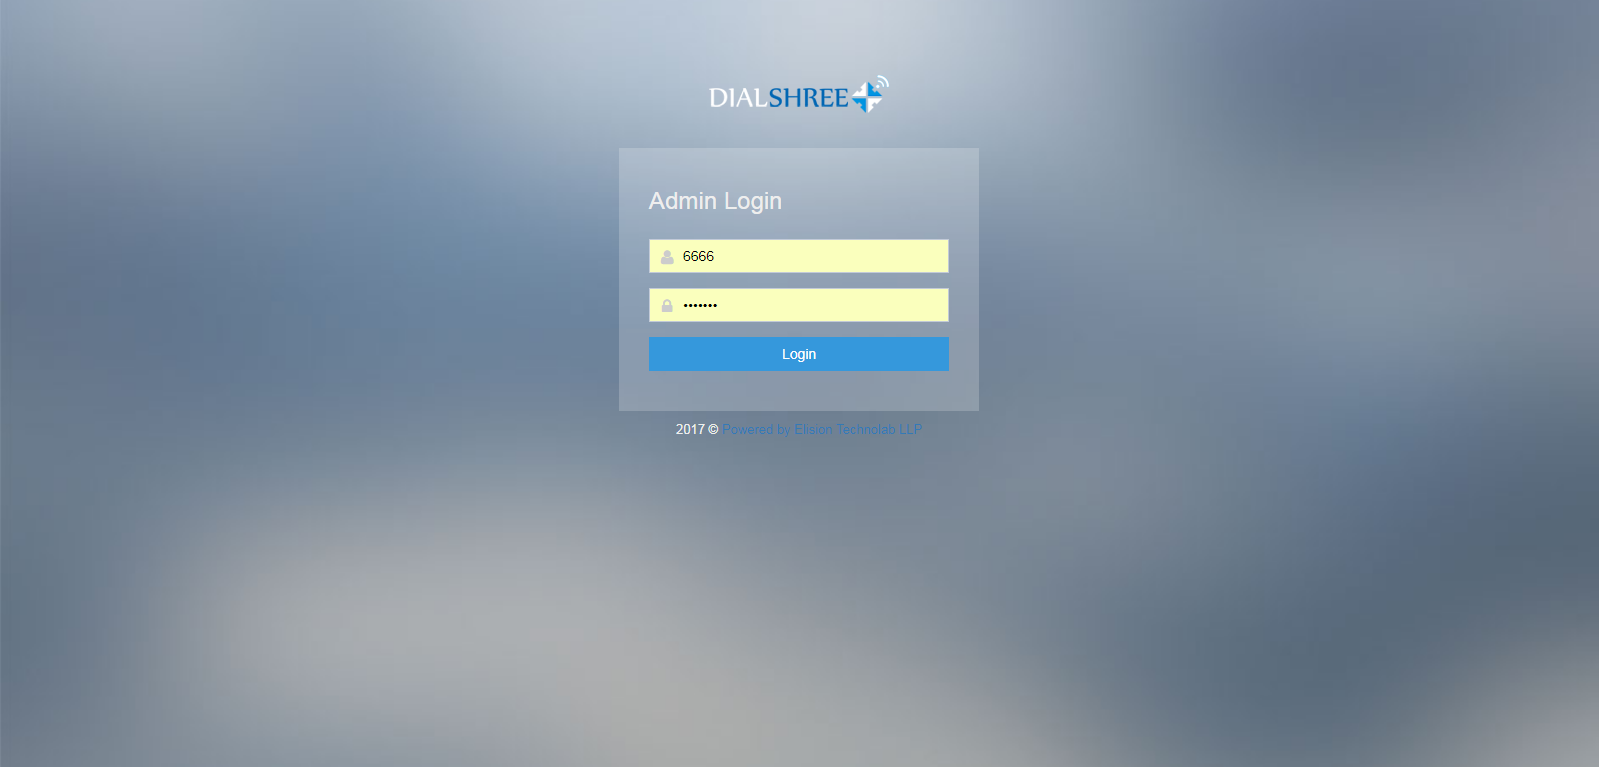 DIALSHREE
Admin Login
6666
•••••••
Login
2017 © Powered by Elision Technolab LLP